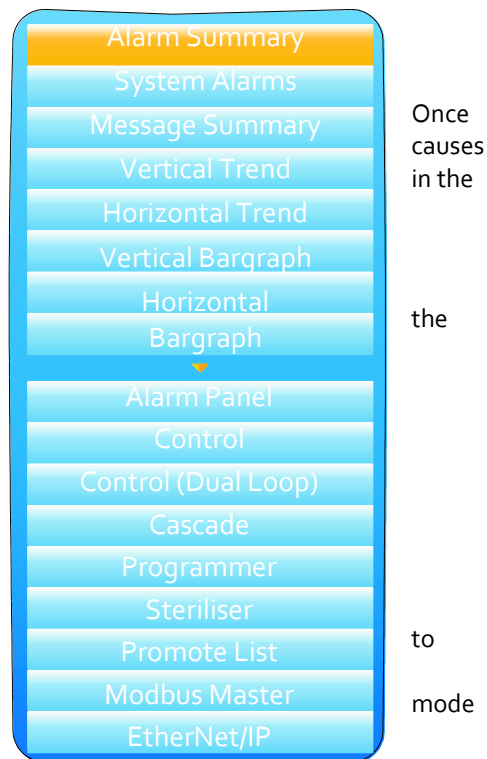 Alarm Summary
System Alarms
Message Summary
Vertical Trend
Horizontal Trend
Vertical Bargraph
Horizontal
Bargraph
Alarm Panel
Control
Control (Dual Loop)
Cascade
Programmer
Steriliser
Promote List
Modbus Master
EtherNet/IP
Once
causes
in the
the
to
mode